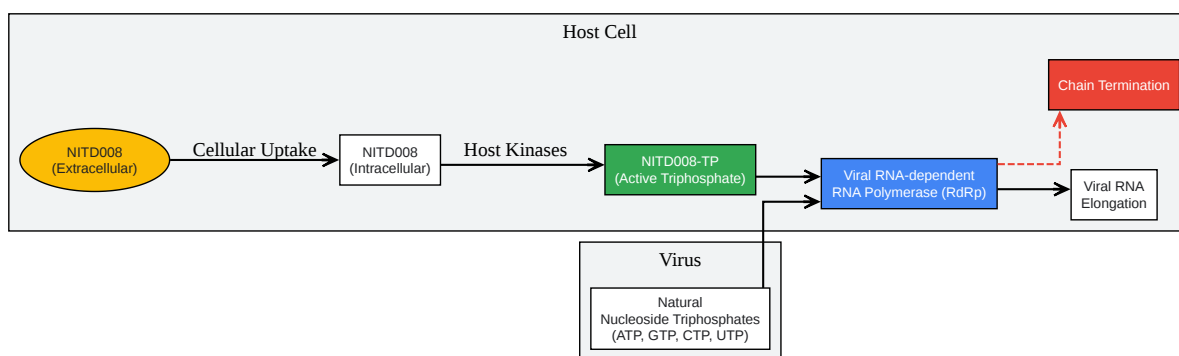 Host Cell
NITD008
(Extracellular)
Cellular Uptake
NITD008
(Intracellular)
Host Kinases
NITD008-TP
(Active Triphosphate)
Viral RNA-dependent
RNA Polymerase (RdRp)
Chain Termination
Viral RNA
Elongation
Virus
Natural
Nucleoside Triphosphates
(ATP, GTP, CTP, UTP)